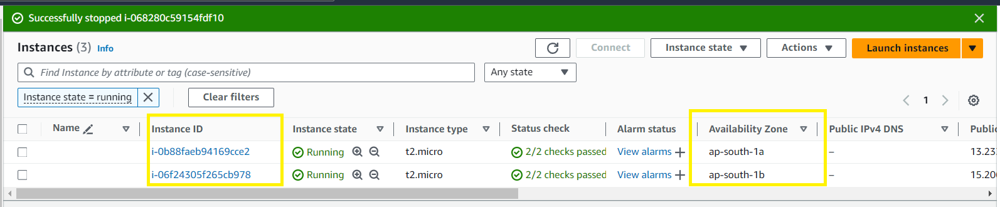 Successfully stopped i-068280c59154fdf10
Instances (3) Info
Connect Instance state Actions Launch instances
Find Instance by attribute or tag (case-sensitive) Any state
Instance state = running Clear filters 1
Name Instance ID Instance state Instance type Status check Alarm status Availability Zone Public IPv4 DNS Public
i-0b88faeb94169cce2 Running t2.micro 2/2 checks passed View alarms + ap-south-1a – 13.233
i-06f24305f265cb978 Running t2.micro 2/2 checks passed View alarms + ap-south-1b – 15.206